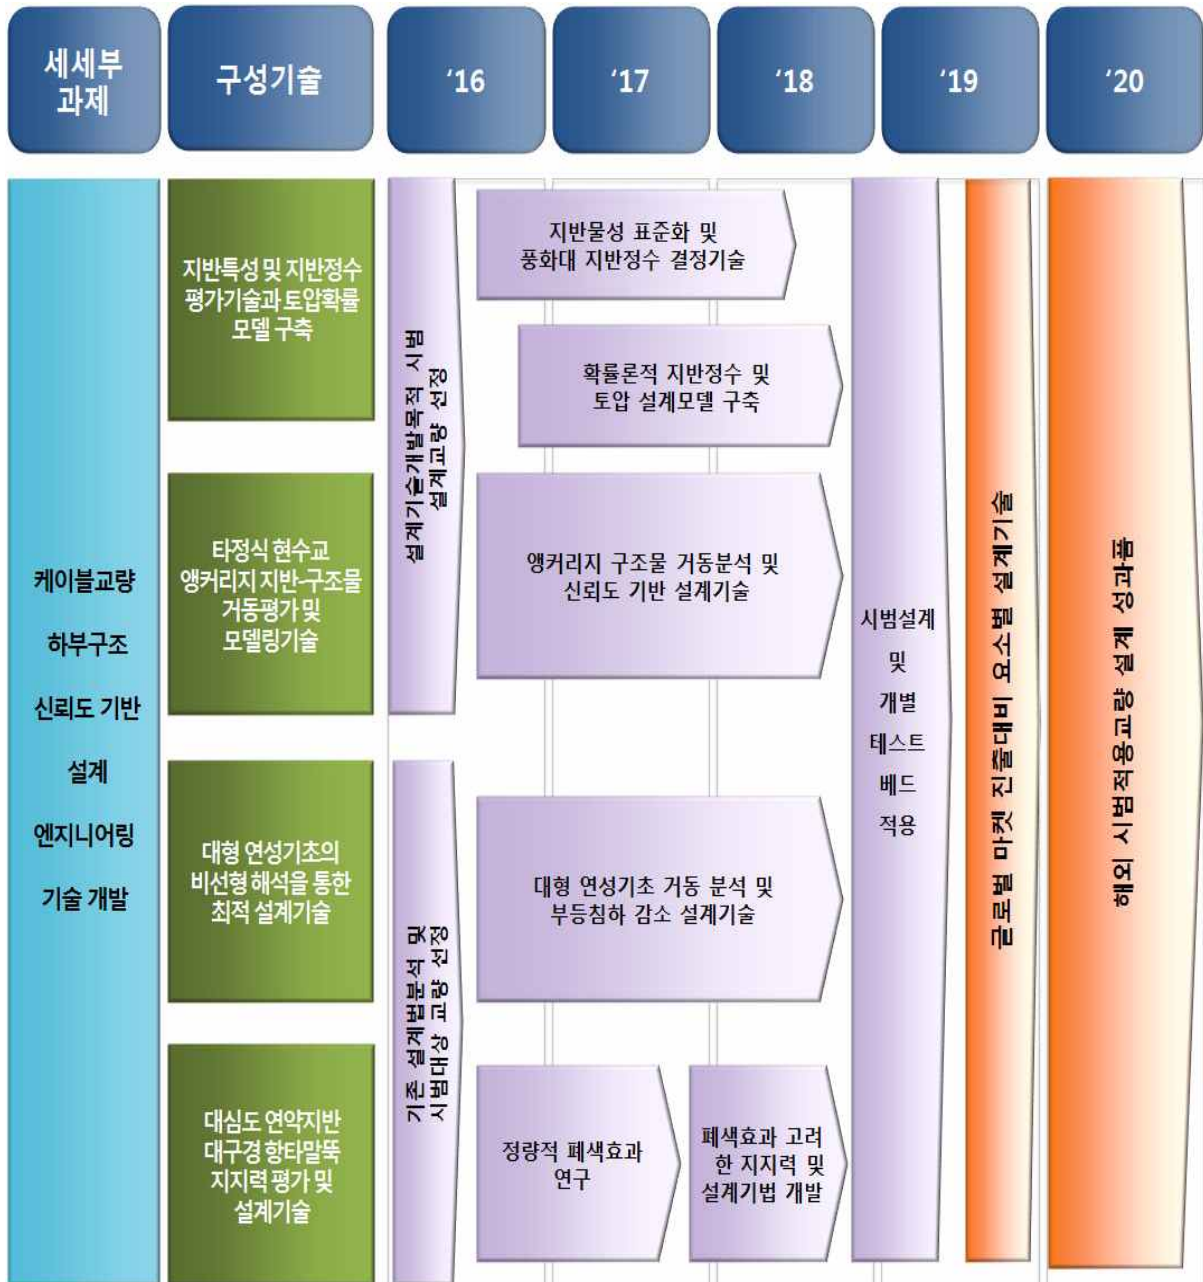 세세부
과제
구성기술
‘16
‘17
‘18
‘19
‘20
케이블교량
하부구조
신뢰도 기반
설계
엔지니어링
기술 개발
지반특성 및 지반정수
평가기술과 토압확률
모델 구축
타정식 현수교
앵커리지 지반-구조물
거동평가 및
모델링기술
대형 연성기초의
비선형 해석을 통한
최적 설계기술
대심도 연약지반
대구경 항타말뚝
지지력 평가 및
설계기술
설계기술개발목적 시범
설계교량 선정
기존 설계법분석 및
시범대상 교량 선정
지반물성 표준화 및
풍화대 지반정수 결정기술
확률론적 지반정수 및
토압 설계모델 구축
앵커리지 구조물 거동분석 및
신뢰도 기반 설계기술
대형 연성기초 거동 분석 및
부등침하 감소 설계기술
정량적 폐색효과
연구
폐색효과 고려
한 지지력 및
설계기법 개발
시범설계
및
개별
테스트
베드
적용
글로벌 마켓 진출대비 요소별 설계기술
해외 시범적용교량 설계 성과품